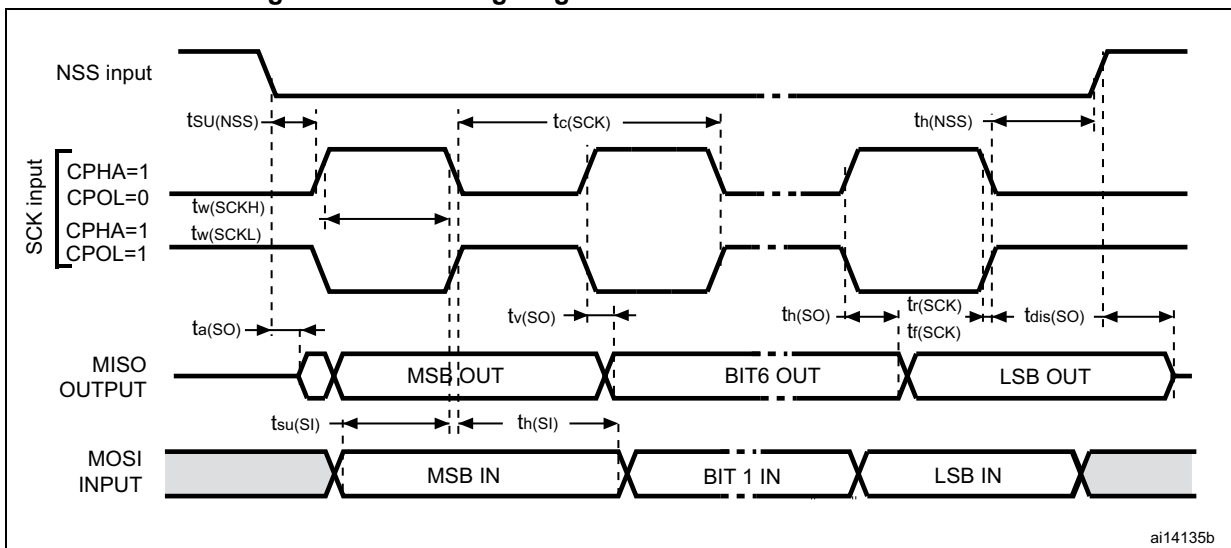 NSS input
tSU(NSS)
tc(SCK)
th(NSS)
SCK input
CPHA=1
CPOL=0
tw(SCKH)
CPHA=1
tw(SCKL)
CPOL=1
ta(SO)
tv(SO)
th(SO)
tr(SCK)
tf(SCK)
tdis(SO)
MISO
OUTPUT
MSB OUT
BIT6 OUT
LSB OUT
tsu(SI)
th(SI)
MOSI
INPUT
MSB IN
BIT 1 IN
LSB IN
ai14135b